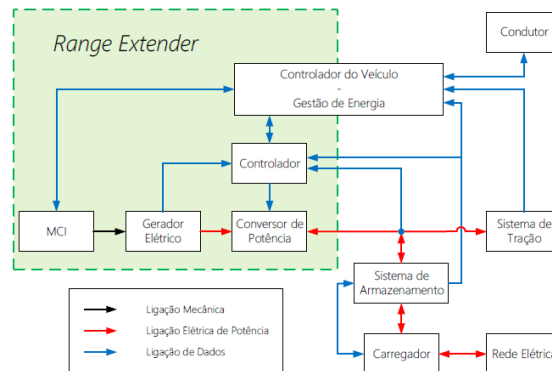 Range Extender
Condutor
Controlador do Veículo
-
Gestão de Energia
Controlador
MCI
Gerador
Elétrico
Conversor de
Potência
Sistema de
Tração
Sistema de
Armazenamento
Carregador
Rede Elétrica
Ligação Mecânica
Ligação Elétrica de Potência
Ligação de Dados